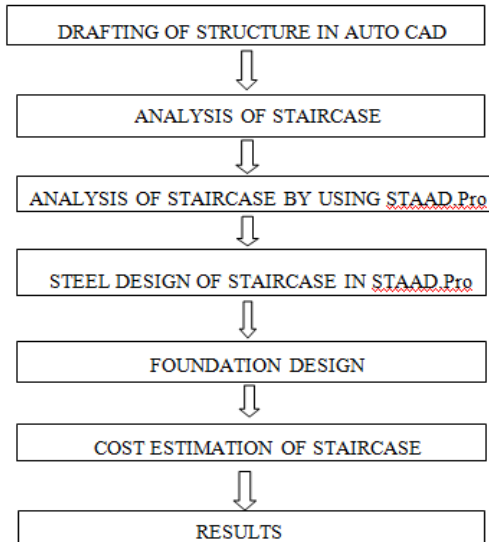 DRAFTING OF STRUCTURE IN AUTO CAD
ANALYSIS OF STAIRCASE
ANALYSIS OF STAIRCASE BY USING STAAD.Pro
STEEL DESIGN OF STAIRCASE IN STAAD.Pro
FOUNDATION DESIGN
COST ESTIMATION OF STAIRCASE
RESULTS